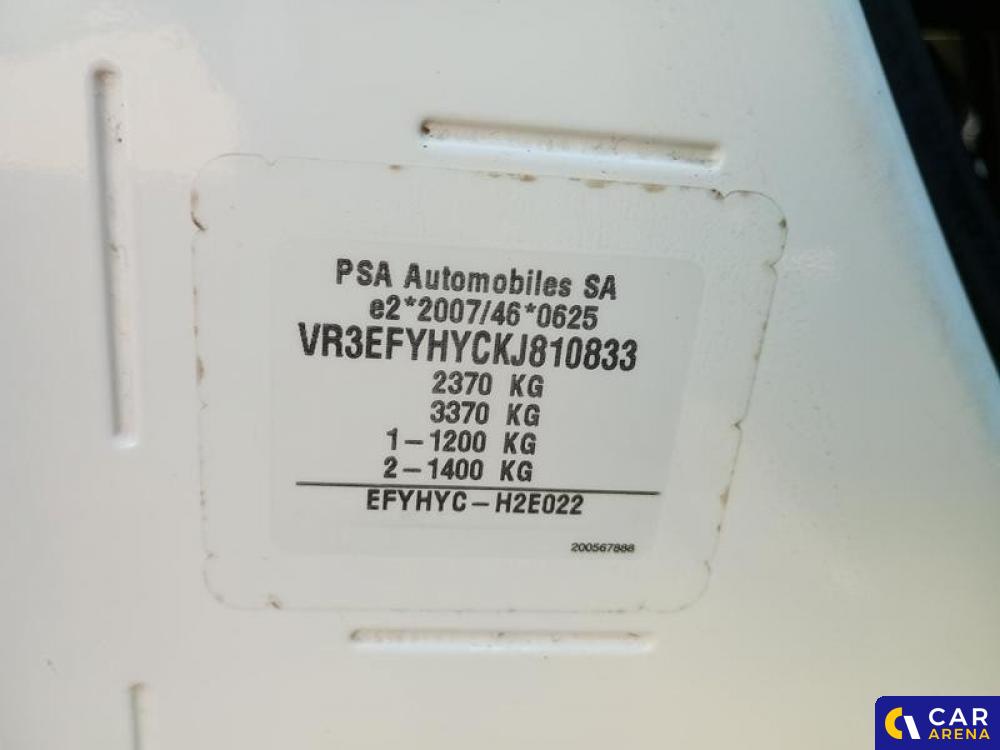 PSA Automobiles SA
e2*2007/46*0625
VR3EFYHYCKJ810833
2370 KG
3370 KG
1-1200 KG
2-1400 KG
EFYHYC-H2E022
200567888
CAR
ARENA